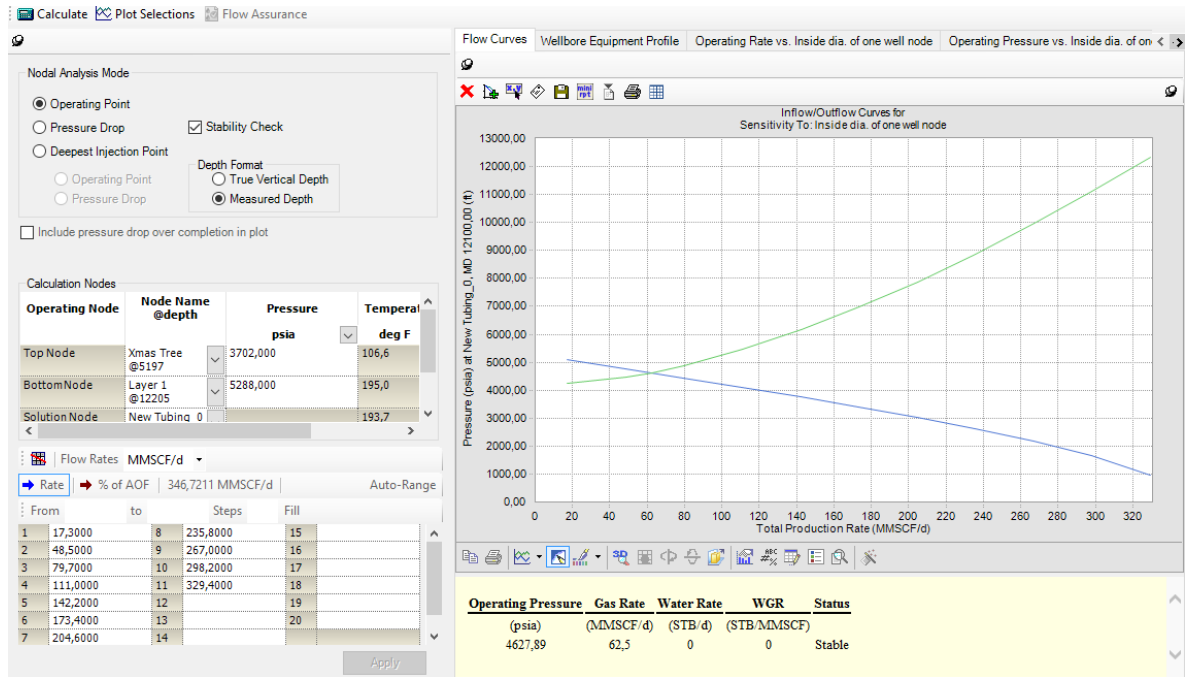 Calculate Plot Selections Flow Assurance
Nodal Analysis Mode
Operating Point
Pressure Drop
Stability Check
Deepest Injection Point
Operating Point
Pressure Drop
Depth Format
True Vertical Depth
Measured Depth
Include pressure drop over completion in plot
Calculation Nodes
Operating Node Node Name @depth Pressure Temperat
psia deg F
Top Node Xmas Tree @5197 3702,000 106,6
BottomNode Layer 1 @12205 5288,000 195,0
Solution Node New Tubing 0 193,7
Flow Rates MMSCF/d
Rate % of AOF 346,7211 MMSCF/d Auto-Range
From to Steps Fill
1 17,3000 8 235,8000 15
2 48,5000 9 267,0000 16
3 79,7000 10 298,2000 17
4 111,0000 11 329,4000 18
5 142,2000 12 19
6 173,4000 13 20
7 204,6000 14
Apply
Flow Curves Wellbore Equipment Profile Operating Rate vs. Inside dia. of one well node Operating Pressure vs. Inside dia. of on
X,Y
mini rpt
Inflow/Outflow Curves for
Sensitivity To: Inside dia. of one well node
Pressure (psia) at New Tubing_0, MD 12100,00 (ft)
13000,00
12000,00
11000,00
10000,00
9000,00
8000,00
7000,00
6000,00
5000,00
4000,00
3000,00
2000,00
1000,00
0,00
0 20 40 60 80 100 120 140 160 180 200 220 240 260 280 300 320
Total Production Rate (MMSCF/d)
3D ABC
Operating Pressure Gas Rate Water Rate WGR Status
(psia) (MMSCF/d) (STB/d) (STB/MMSCF)
4627,89 62,5 0 0 Stable